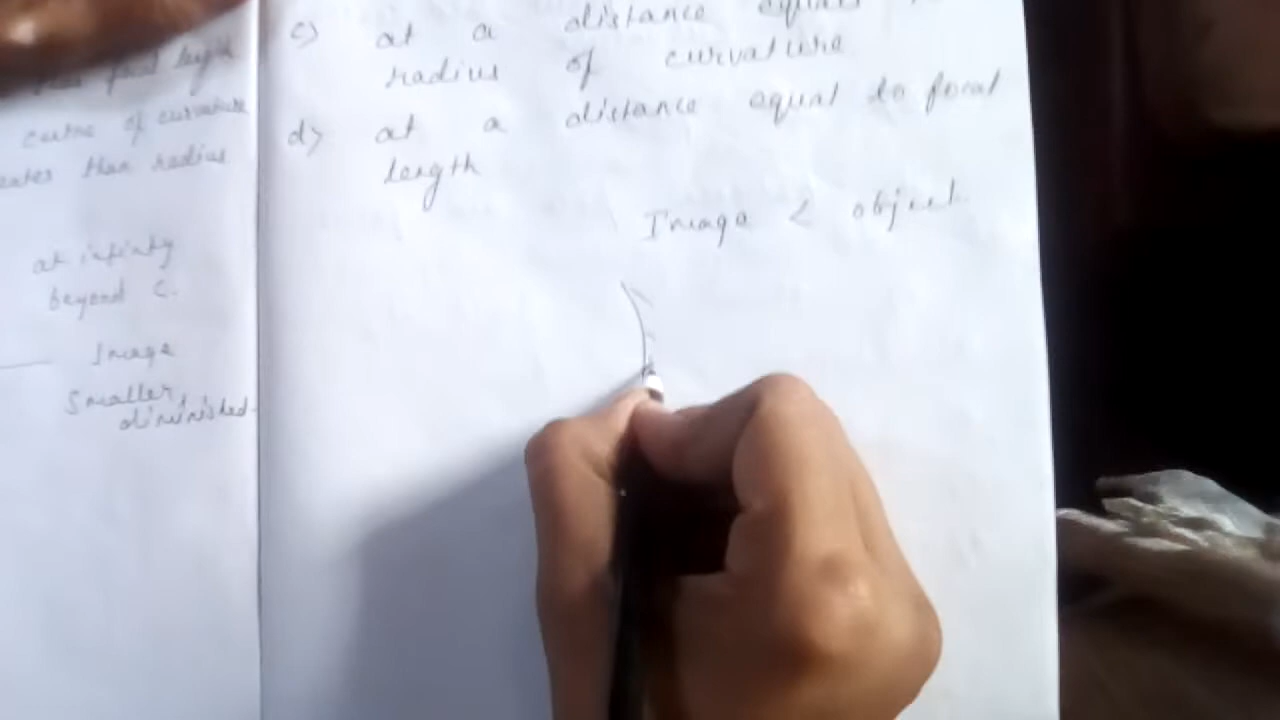 focal length
centre of curvature
than radius
at infinity
beyond C.
Image
Smaller,
diminished.
c) at a distance equal
radius of curvature
d) at a distance equal to focal
length
Image < object